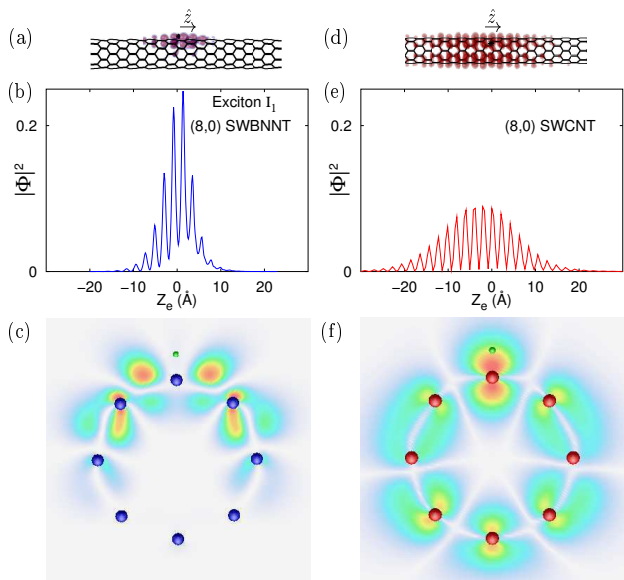 (a)
ẑ
(d)
ẑ
(b)
Exciton I₁
(8,0) SWBNNT
0.2
|Φ|²
0
−20 −10 0 10 20
Zₑ (Å)
(e)
(8,0) SWCNT
0.2
|Φ|²
0
−20 −10 0 10 20
Zₑ (Å)
(c)
(f)